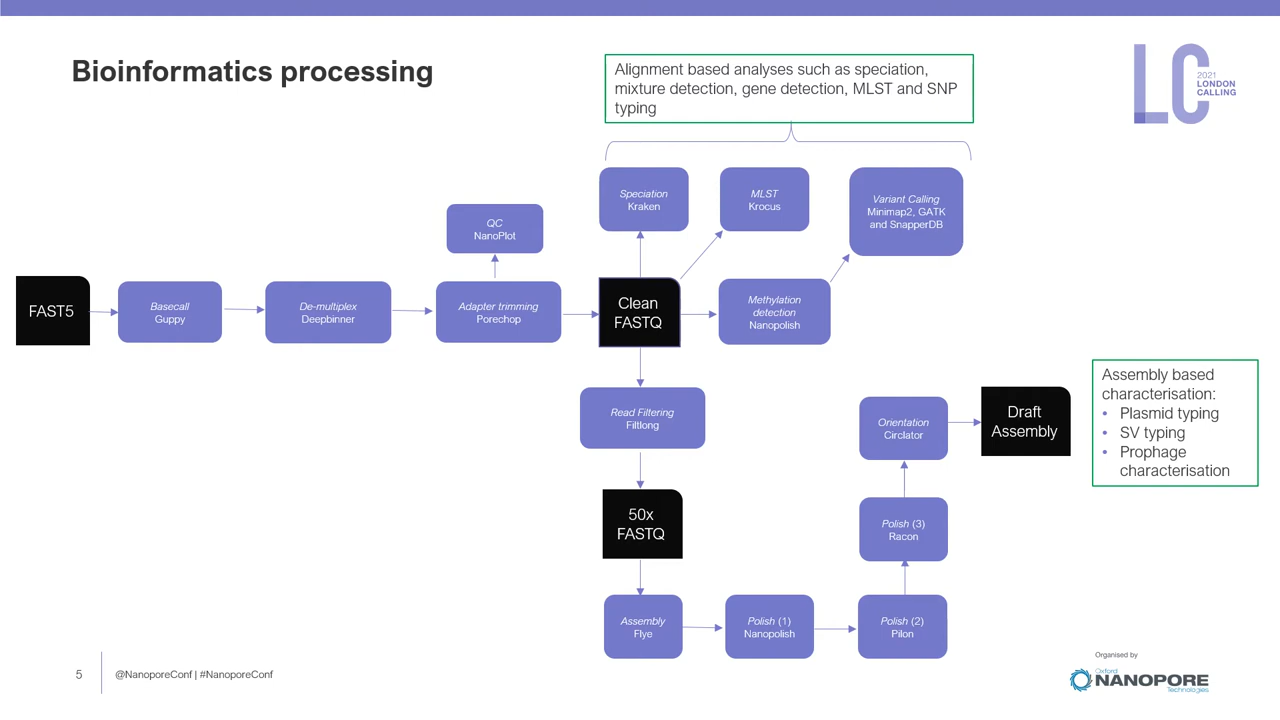 Bioinformatics processing
Alignment based analyses such as speciation,
mixture detection, gene detection, MLST and SNP
typing
LC
2021
LONDON
CALLING
Speciation
Kraken
MLST
Krocus
Variant Calling
Minimap2, GATK
and SnapperDB
QC
NanoPlot
FAST5
Basecall
Guppy
De-multiplex
Deepbinner
Adapter trimming
Porechop
Clean
FASTQ
Methylation
detection
Nanopolish
Read Filtering
Filtlong
Orientation
Circlator
Draft
Assembly
Assembly based
characterisation:
• Plasmid typing
• SV typing
• Prophage
characterisation
50x
FASTQ
Polish (3)
Racon
Assembly
Flye
Polish (1)
Nanopolish
Polish (2)
Pilon
5
@NanoporeConf | #NanoporeConf
Organised by
Oxford
NANOPORE
Technologies